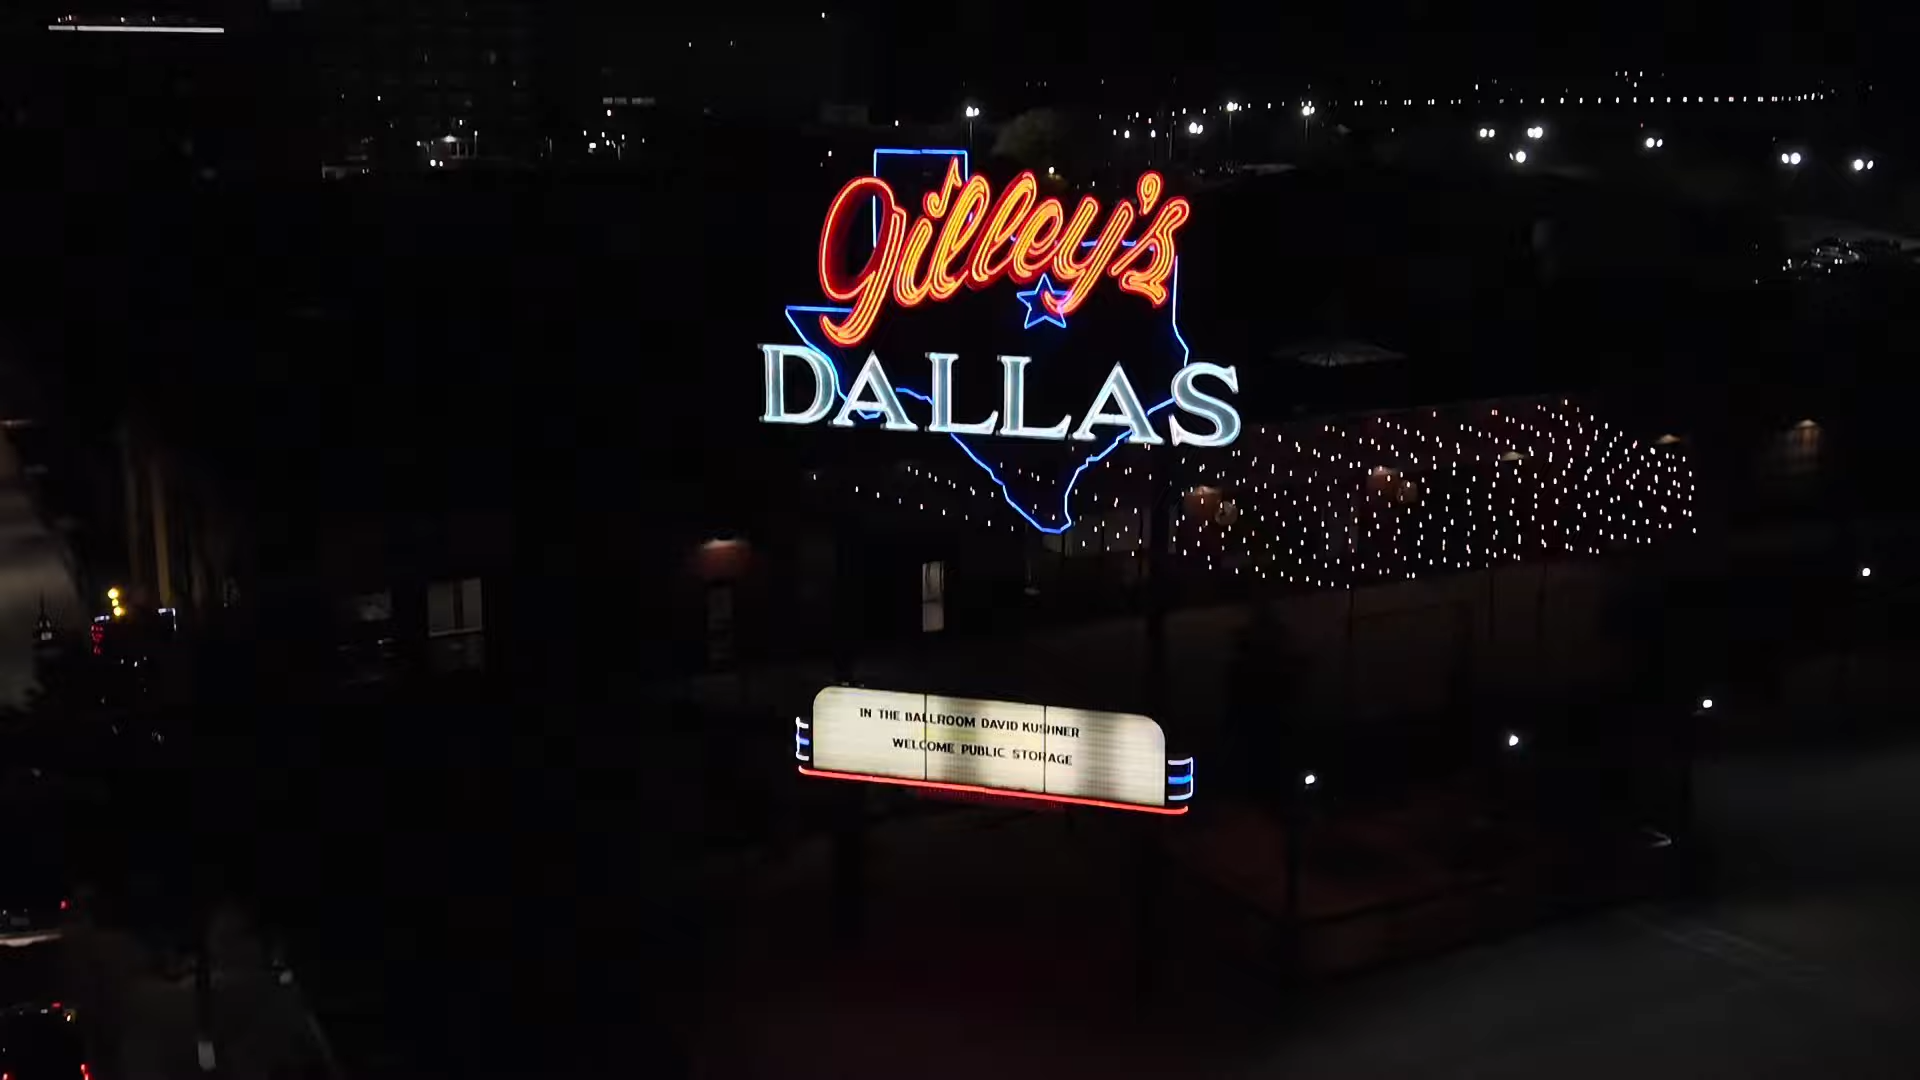 Gilley's
DALLAS
IN THE BALLROOM DAVID KUSHNER
WELCOME PUBLIC STORAGE